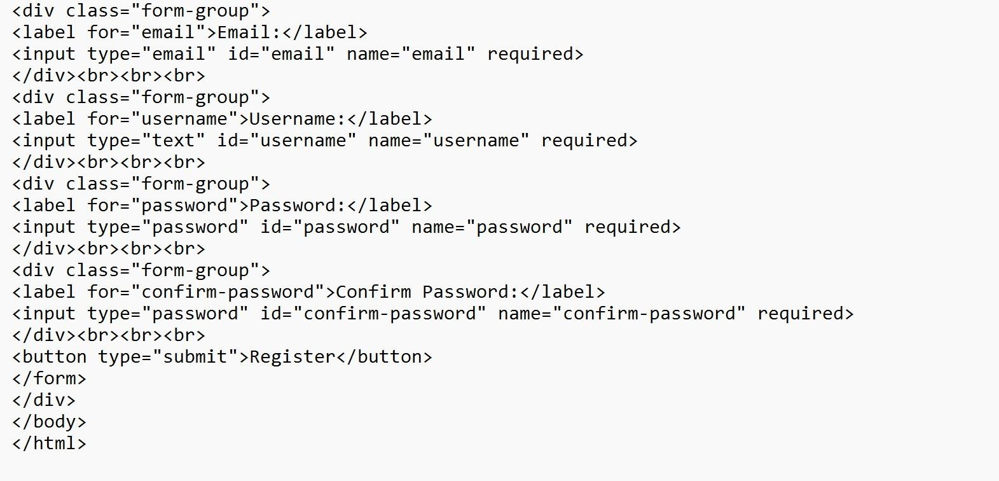 <div class="form-group">
<label for="email">Email:</label>
<input type="email" id="email" name="email" required>
</div><br><br><br>
<div class="form-group">
<label for="username">Username:</label>
<input type="text" id="username" name="username" required>
</div><br><br><br>
<div class="form-group">
<label for="password">Password:</label>
<input type="password" id="password" name="password" required>
</div><br><br><br>
<div class="form-group">
<label for="confirm-password">Confirm Password:</label>
<input type="password" id="confirm-password" name="confirm-password" required>
</div><br><br><br>
<button type="submit">Register</button>
</form>
</div>
</body>
</html>